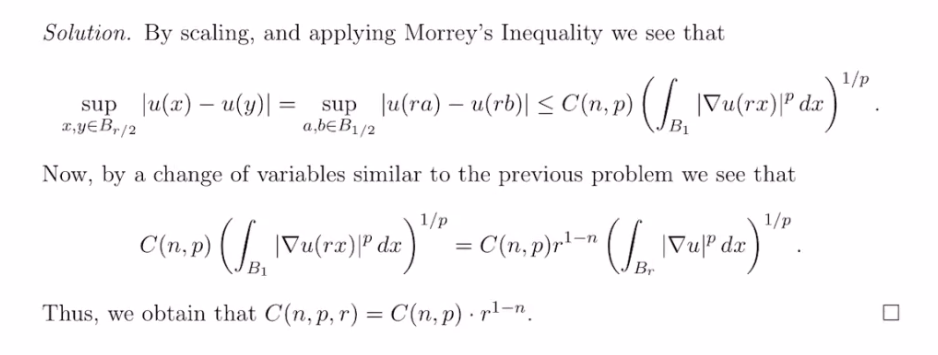 Solution. By scaling, and applying Morrey's Inequality we see that
sup_{x,y∈B_{r/2}} |u(x) − u(y)| = sup_{a,b∈B_{1/2}} |u(ra) − u(rb)| ≤ C(n, p) (∫_{B_1} |∇u(rx)|^p dx)^{1/p}.
Now, by a change of variables similar to the previous problem we see that
C(n, p) (∫_{B_1} |∇u(rx)|^p dx)^{1/p} = C(n, p)r^{1−n} (∫_{B_r} |∇u|^p dx)^{1/p}.
Thus, we obtain that C(n, p, r) = C(n, p) · r^{1−n}. □